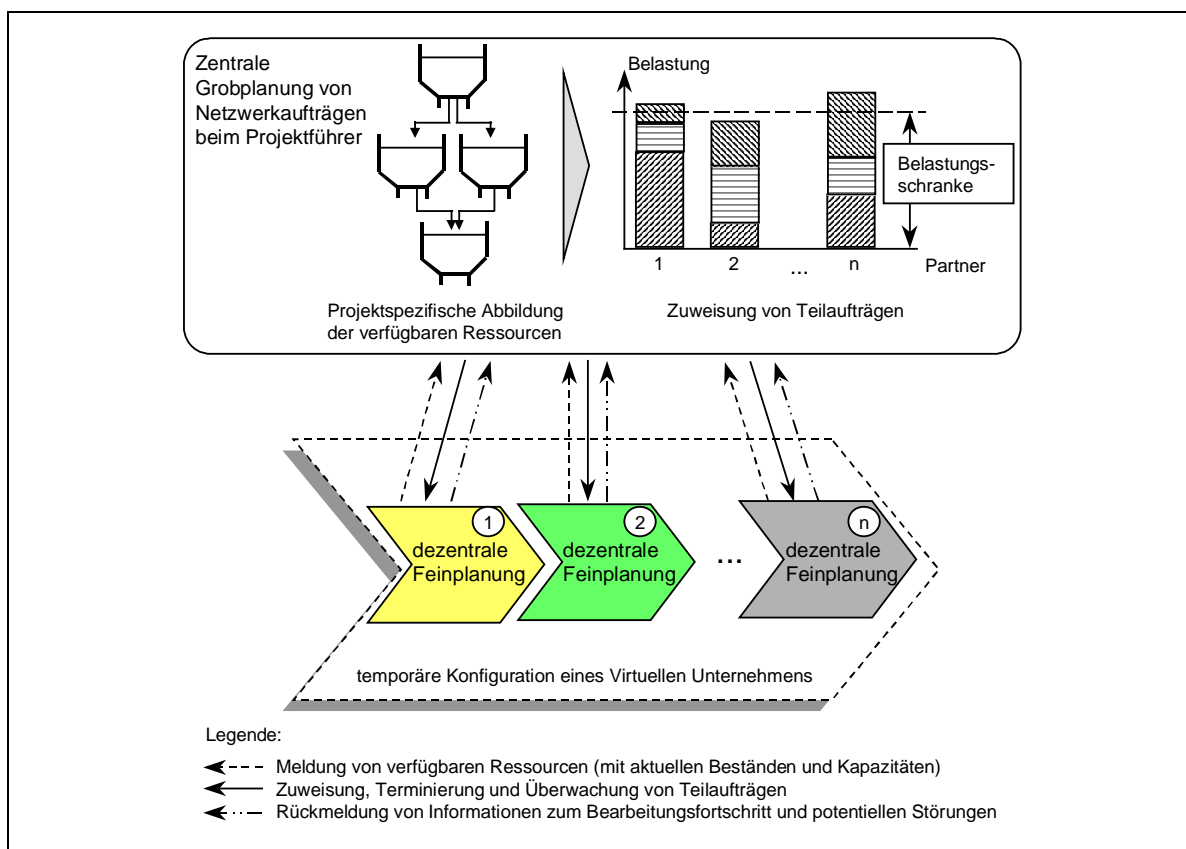 Zentrale
Grobplanung von
Netzwerkaufträgen
beim Projektführer
Belastung
Belastungs-
schranke
1
2
...
n
Partner
Projektspezifische Abbildung
der verfügbaren Ressourcen
Zuweisung von Teilaufträgen
1
dezentrale
Feinplanung
2
dezentrale
Feinplanung
...
n
dezentrale
Feinplanung
temporäre Konfiguration eines Virtuellen Unternehmens
Legende:
Meldung von verfügbaren Ressourcen (mit aktuellen Beständen und Kapazitäten)
Zuweisung, Terminierung und Überwachung von Teilaufträgen
Rückmeldung von Informationen zum Bearbeitungsfortschritt und potentiellen Störungen